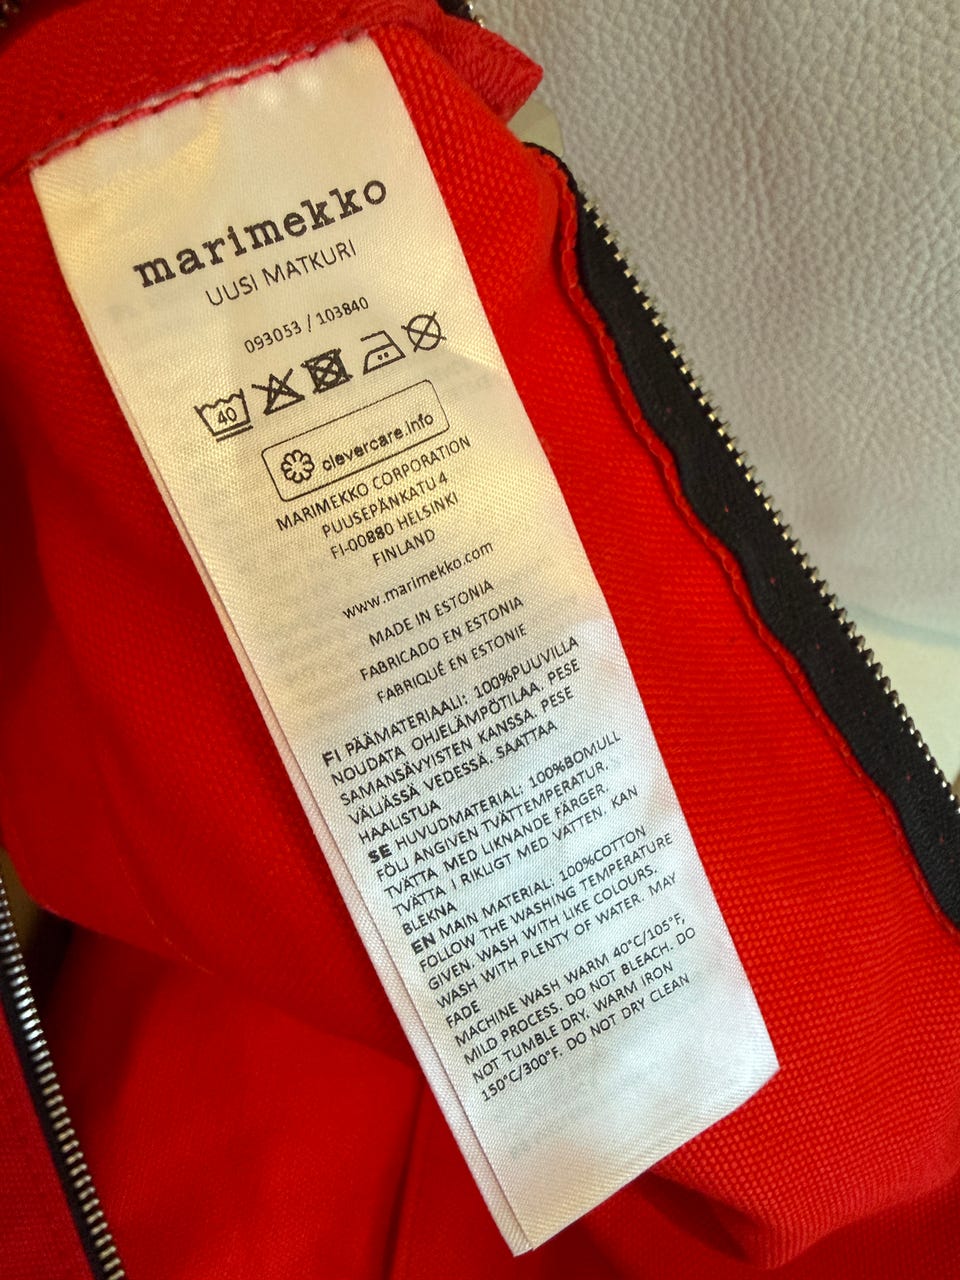 marimekko
UUSI MATKURI
093053 / 103840
40
clevercare.info
MARIMEKKO CORPORATION
PUUSEPÄNKATU 4
FI-00880 HELSINKI
FINLAND
www.marimekko.com
MADE IN ESTONIA
FABRICADO EN ESTONIA
FABRIQUÉ EN ESTONIE
FI PÄÄMATERIAALI: 100%PUUVILLA
NOUDATA OHJELÄMPÖTILAA. PESE
SAMANSÄVYISTEN KANSSA. PESE
VÄLJÄSSÄ VEDESSÄ. SAATTAA
HAALISTUA
SE HUVUDMATERIAL: 100%BOMULL
FÖLJ ANGIVEN TVÄTTEMPERATUR.
TVÄTTA MED LIKNANDE FÄRGER.
TVÄTTA I RIKLIGT MED VATTEN. KAN
BLEKNA
EN MAIN MATERIAL: 100%COTTON
FOLLOW THE WASHING TEMPERATURE
GIVEN. WASH WITH LIKE COLOURS.
WASH WITH PLENTY OF WATER. MAY
FADE
MACHINE WASH WARM 40°C/105°F,
MILD PROCESS. DO NOT BLEACH. DO
NOT TUMBLE DRY. WARM IRON
150°C/300°F. DO NOT DRY CLEAN